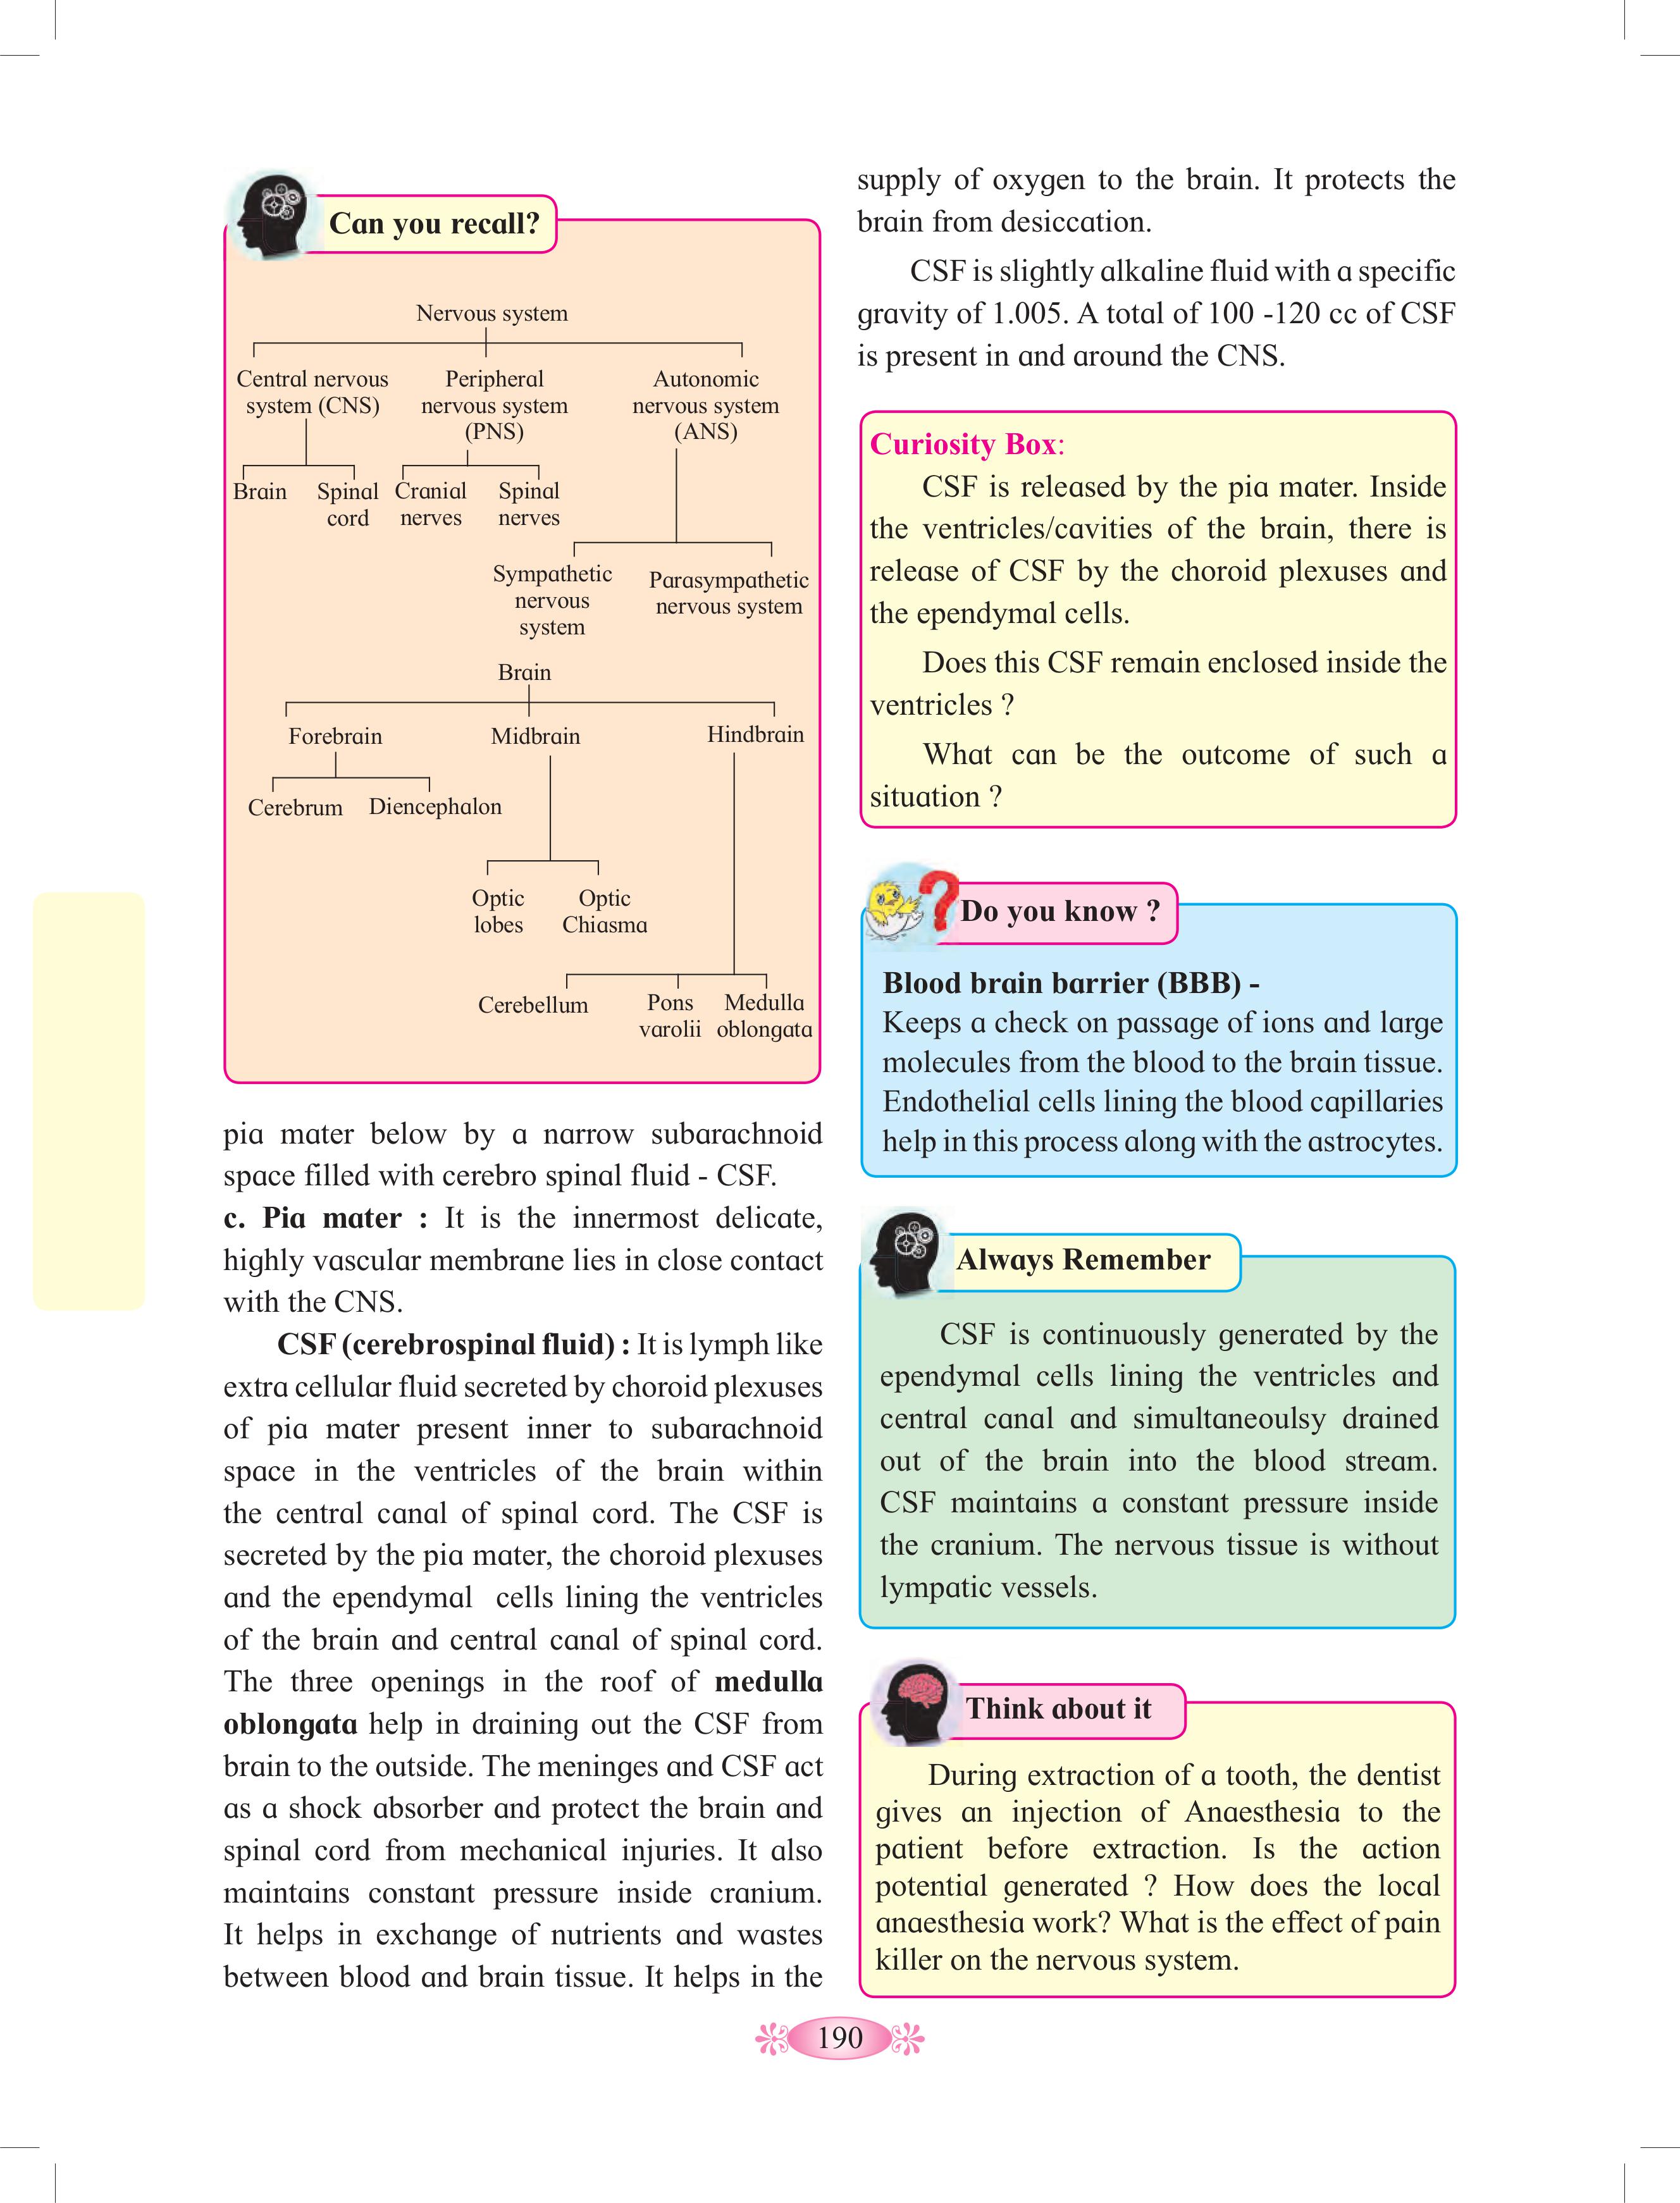 Can you recall?
Nervous system
Central nervous
system (CNS)
Peripheral
nervous system
(PNS)
Autonomic
nervous system
(ANS)
Brain
Spinal
cord
Cranial
nerves
Spinal
nerves
Sympathetic
nervous
system
Parasympathetic
nervous system
Brain
Forebrain
Midbrain
Hindbrain
Cerebrum
Diencephalon
Optic
lobes
Optic
Chiasma
Cerebellum
Pons
varolii
Medulla
oblongata
pia mater below by a narrow subarachnoid
space filled with cerebro spinal fluid - CSF.
c. Pia mater : It is the innermost delicate,
highly vascular membrane lies in close contact
with the CNS.
CSF (cerebrospinal fluid) : It is lymph like
extra cellular fluid secreted by choroid plexuses
of pia mater present inner to subarachnoid
space in the ventricles of the brain within
the central canal of spinal cord. The CSF is
secreted by the pia mater, the choroid plexuses
and the ependymal cells lining the ventricles
of the brain and central canal of spinal cord.
The three openings in the roof of medulla
oblongata help in draining out the CSF from
brain to the outside. The meninges and CSF act
as a shock absorber and protect the brain and
spinal cord from mechanical injuries. It also
maintains constant pressure inside cranium.
It helps in exchange of nutrients and wastes
between blood and brain tissue. It helps in the
supply of oxygen to the brain. It protects the
brain from desiccation.
CSF is slightly alkaline fluid with a specific
gravity of 1.005. A total of 100 -120 cc of CSF
is present in and around the CNS.
Curiosity Box:
CSF is released by the pia mater. Inside
the ventricles/cavities of the brain, there is
release of CSF by the choroid plexuses and
the ependymal cells.
Does this CSF remain enclosed inside the
ventricles ?
What can be the outcome of such a
situation ?
Do you know ?
Blood brain barrier (BBB) -
Keeps a check on passage of ions and large
molecules from the blood to the brain tissue.
Endothelial cells lining the blood capillaries
help in this process along with the astrocytes.
Always Remember
CSF is continuously generated by the
ependymal cells lining the ventricles and
central canal and simultaneoulsy drained
out of the brain into the blood stream.
CSF maintains a constant pressure inside
the cranium. The nervous tissue is without
lympatic vessels.
Think about it
During extraction of a tooth, the dentist
gives an injection of Anaesthesia to the
patient before extraction. Is the action
potential generated ? How does the local
anaesthesia work? What is the effect of pain
killer on the nervous system.
190